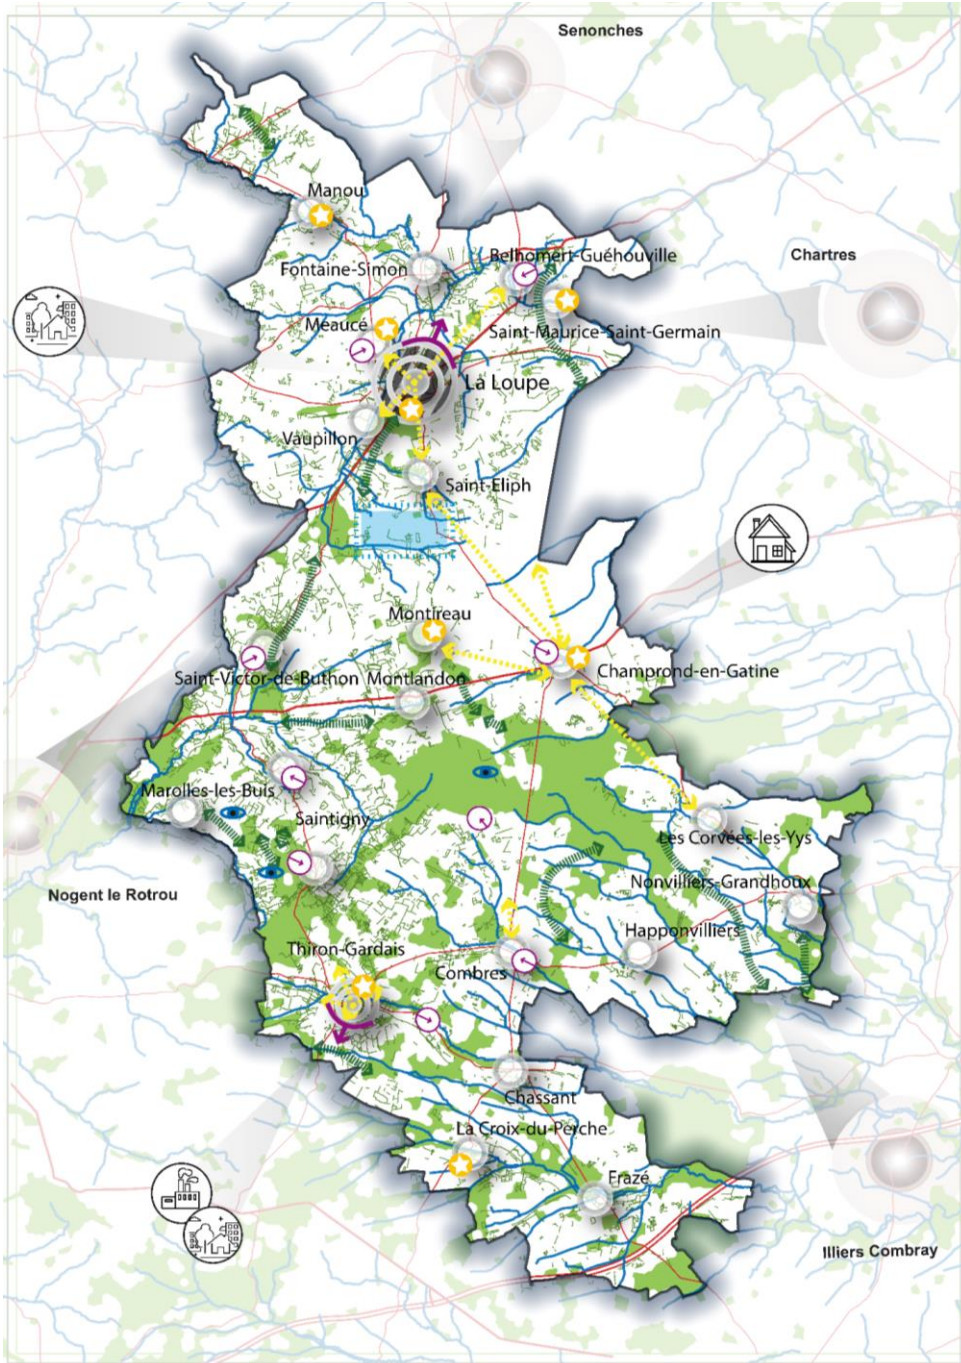 Senonches
Manou
Belhomert-Guéhouville
Chartres
Fontaine-Simon
Meaucé
Saint-Maurice-Saint-Germain
La Loupe
Vaupillon
Saint-Eliph
Montireau
Champrond-en-Gatine
Saint-Victor-de-Buthon
Montlandon
Marolles-les-Buis
Saintigny
Les Corvées-les-Yys
Nonvilliers-Grandhoux
Nogent le Rotrou
Happonvilliers
Thiron-Gardais
Combres
Chassant
La Croix-du-Perche
Frazé
Illiers Combray